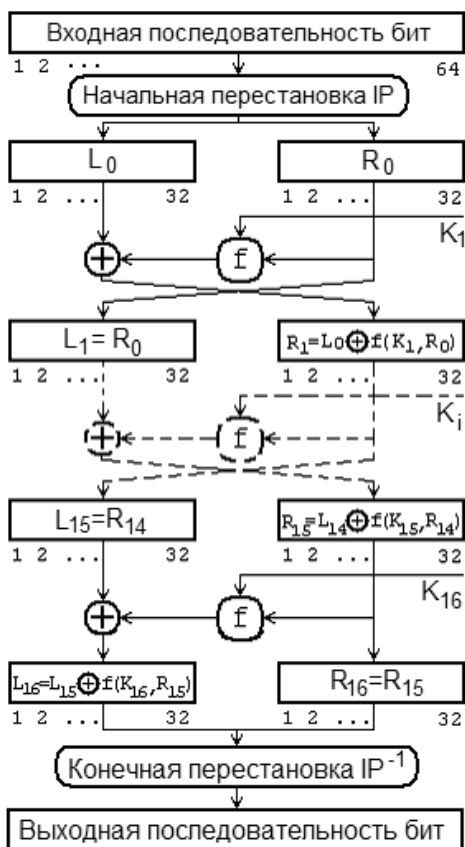 Входная последовательность бит
1 2 ... 64
Начальная перестановка IP
L0 R0
1 2 ... 32 1 2 ... 32
K1
f
L1= R0 R1=L0⊕f(K1,R0)
1 2 ... 32 1 2 ... 32
Ki
f
L15=R14 R15=L14⊕f(K15,R14)
1 2 ... 32 1 2 ... 32
K16
f
L16=L15⊕f(K16,R15) R16=R15
1 2 ... 32 1 2 ... 32
Конечная перестановка IP-1
Выходная последовательность бит